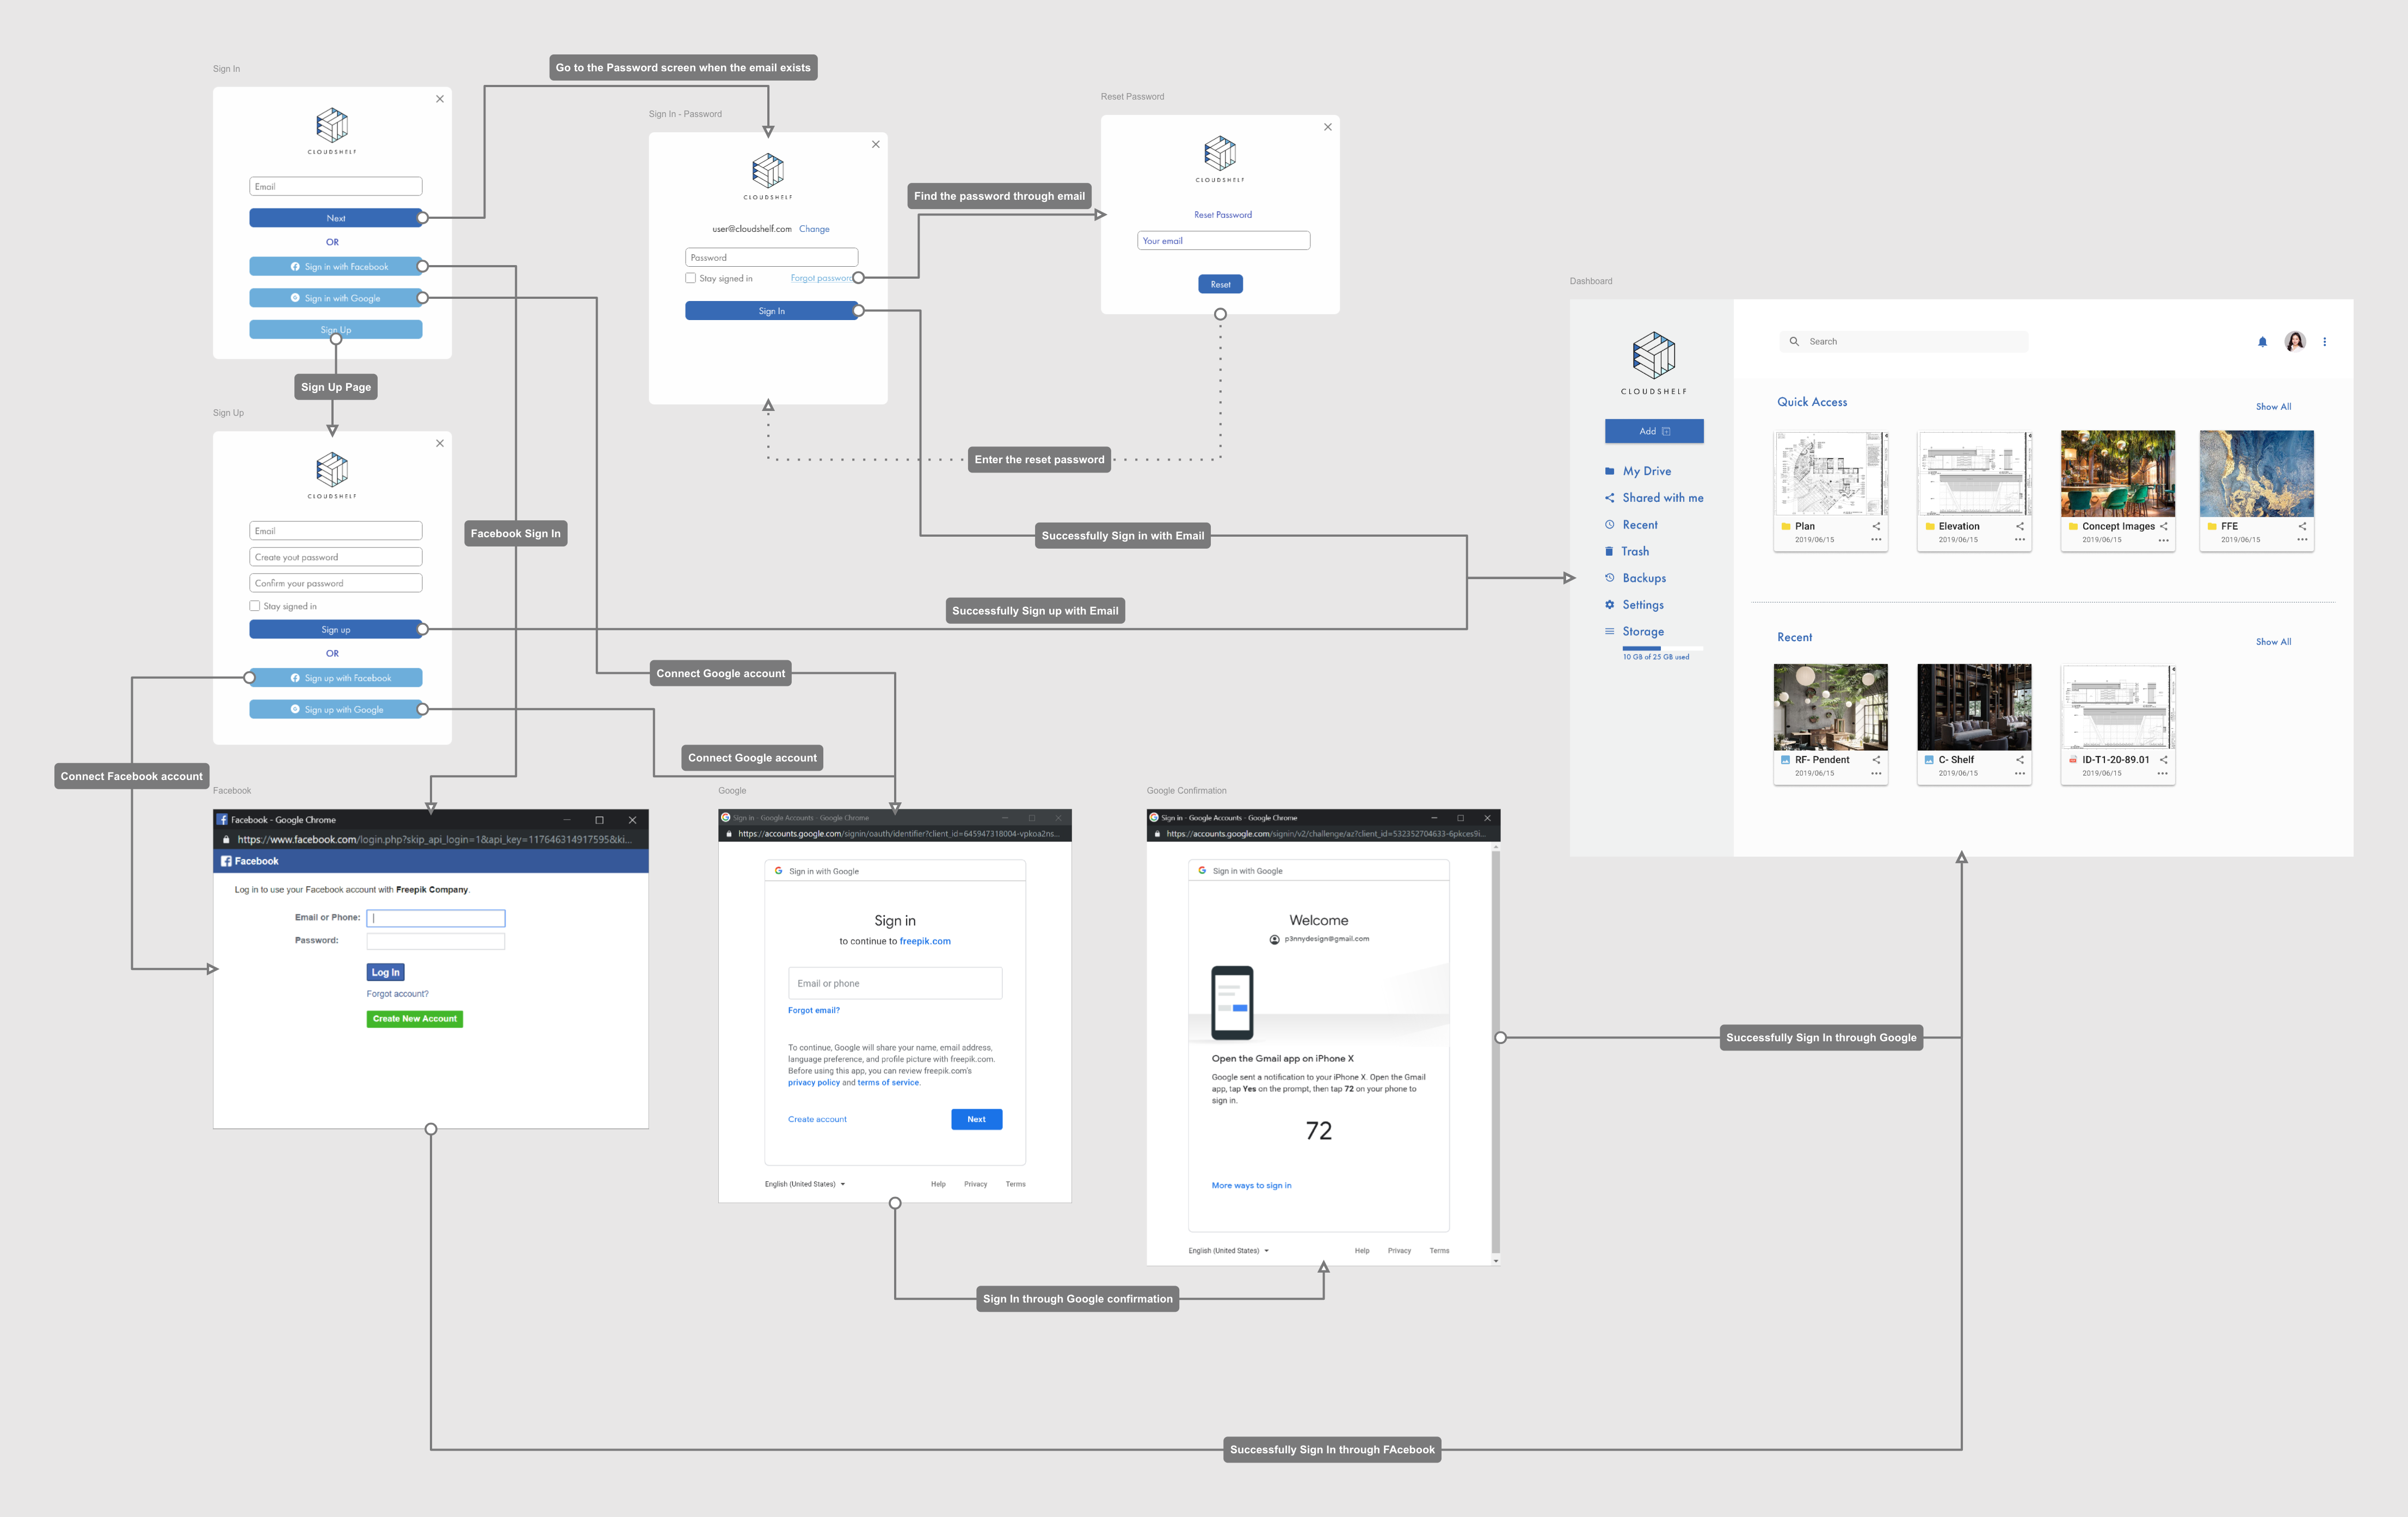 Sign In
CLOUDSHELF
Email
Next
OR
Sign in with Facebook
Sign in with Google
Sign Up
Go to the Password screen when the email exists
Sign In - Password
CLOUDSHELF
user@cloudshelf.com Change
Password
Stay signed in Forgot password
Sign In
Find the password through email
Reset Password
CLOUDSHELF
Reset Password
Your email
Reset
Enter the reset password
Sign Up Page
Sign Up
CLOUDSHELF
Email
Create yout password
Confirm your password
Stay signed in
Sign up
OR
Sign up with Facebook
Sign up with Google
Facebook Sign In
Successfully Sign in with Email
Successfully Sign up with Email
Connect Google account
Connect Google account
Connect Facebook account
Dashboard
CLOUDSHELF
Add
My Drive
Shared with me
Recent
Trash
Backups
Settings
Storage
10 GB of 25 GB used
Search
Quick Access
Show All
Plan
2019/06/15
Elevation
2019/06/15
Concept Images
2019/06/15
FFE
2019/06/15
Recent
Show All
RF- Pendent
2019/06/15
C- Shelf
2019/06/15
ID-T1-20-89.01
2019/06/15
Facebook
Facebook - Google Chrome
https://www.facebook.com/login.php?skip_api_login=1&api_key=117646314917595&ki...
Facebook
Log in to use your Facebook account with Freepik Company.
Email or Phone:
Password:
Log In
Forgot account?
Create New Account
Google
Sign in - Google Accounts - Google Chrome
https://accounts.google.com/signin/oauth/identifier?client_id=645947318004-vpkoa2ns...
Sign in with Google
Sign in
to continue to freepik.com
Email or phone
Forgot email?
To continue, Google will share your name, email address,
language preference, and profile picture with freepik.com.
Before using this app, you can review freepik.com's
privacy policy and terms of service.
Create account
Next
English (United States) Help Privacy Terms
Google Confirmation
Sign in - Google Accounts - Google Chrome
https://accounts.google.com/signin/v2/challenge/az?client_id=532352704633-6pkces9i...
Sign in with Google
Welcome
p3nnydesign@gmail.com
Open the Gmail app on iPhone X
Google sent a notification to your iPhone X. Open the Gmail
app, tap Yes on the prompt, then tap 72 on your phone to
sign in.
72
More ways to sign in
English (United States) Help Privacy Terms
Successfully Sign In through Google
Sign In through Google confirmation
Successfully Sign In through FAcebook